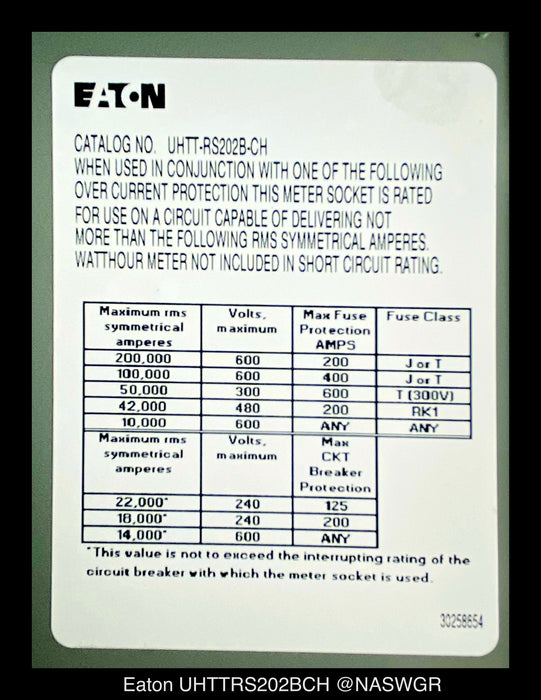 EATON
CATALOG NO. UHTT-RS202B-CH
WHEN USED IN CONJUNCTION WITH ONE OF THE FOLLOWING
OVER CURRENT PROTECTION THIS METER SOCKET IS RATED
FOR USE ON A CIRCUIT CAPABLE OF DELIVERING NOT
MORE THAN THE FOLLOWING RMS SYMMETRICAL AMPERES.
WATTHOUR METER NOT INCLUDED IN SHORT CIRCUIT RATING.
Maximum rms symmetrical amperes Volts, maximum Max Fuse Protection AMPS Fuse Class
200,000 600 200 J or T
100,000 600 400 J or T
50,000 300 600 T (300V)
42,000 480 200 RK1
10,000 600 ANY ANY
Maximum rms symmetrical amperes Volts, maximum Max CKT Breaker Protection
22,000* 240 125
18,000* 240 200
14,000* 600 ANY
*This value is not to exceed the interrupting rating of the
circuit breaker with which the meter socket is used.
30258654
Eaton UHTTRS202BCH @NASWGR